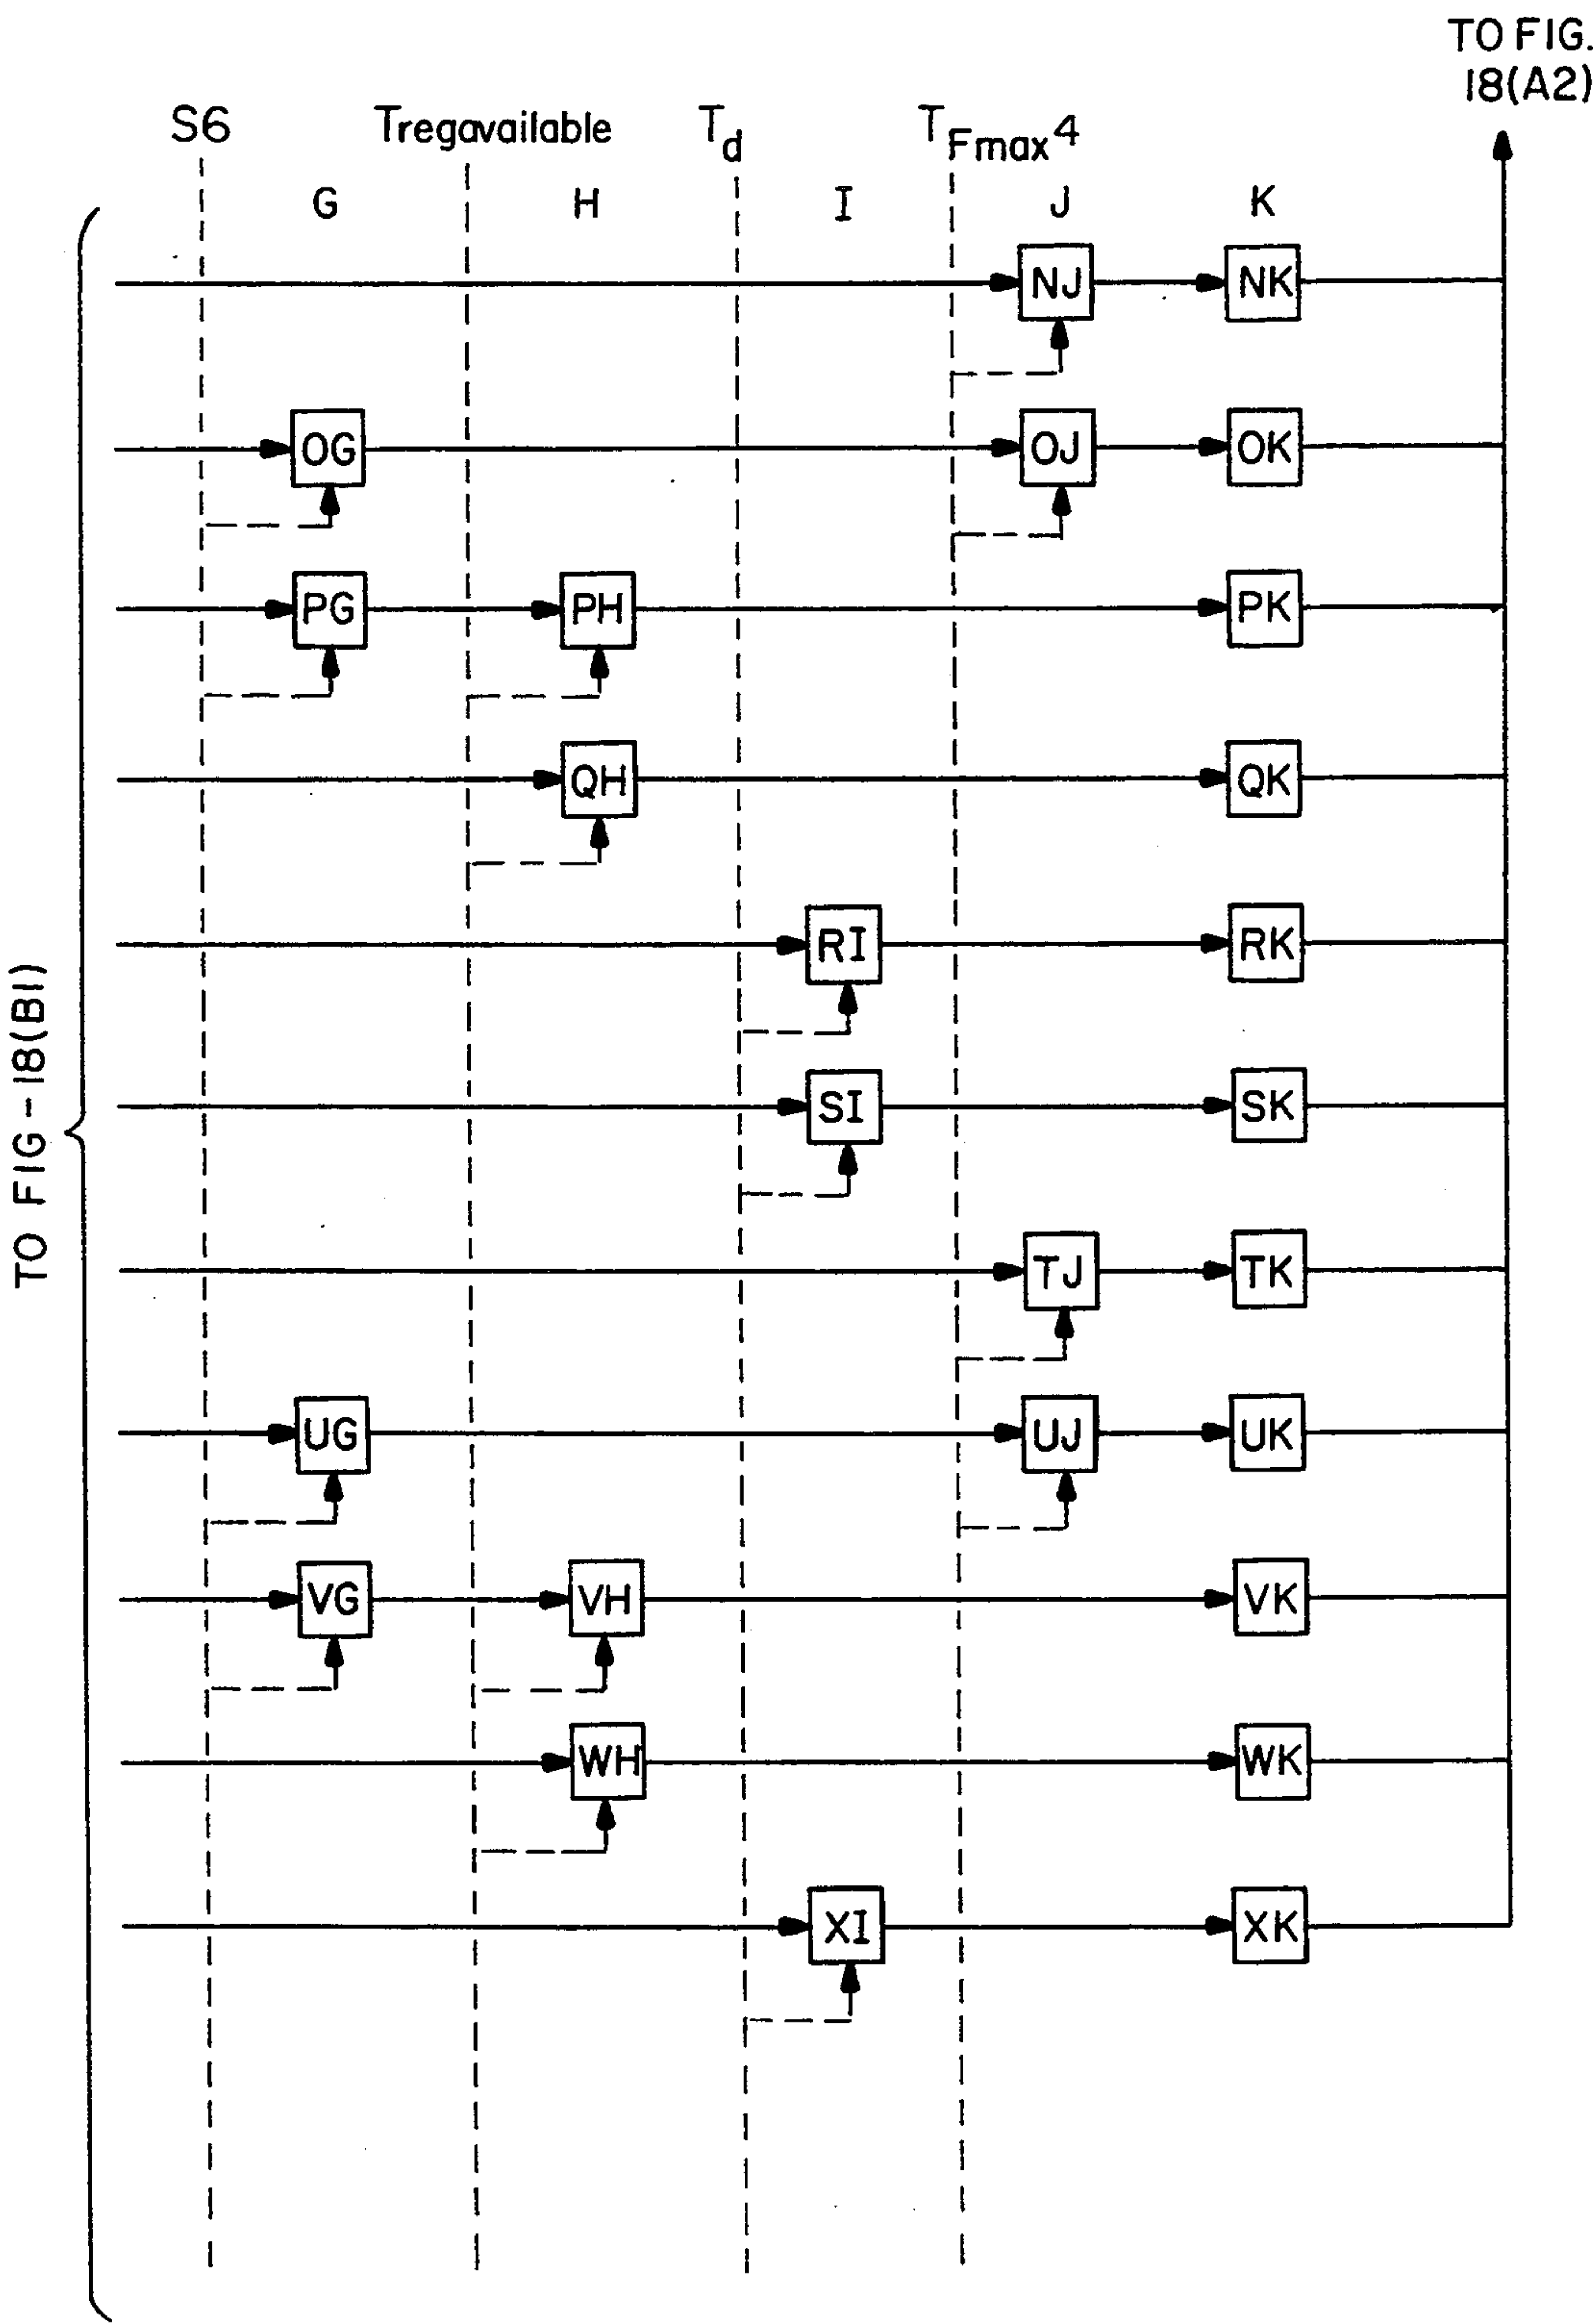 TO FIG.
18(A2)
S6 Tregavailable Td TFmax4
G H I J K
NJ NK
OG OJ OK
PG PH PK
QH QK
RI RK
SI SK
TJ TK
UG UJ UK
VG VH VK
WH WK
XI XK
TO FIG-18(B1)